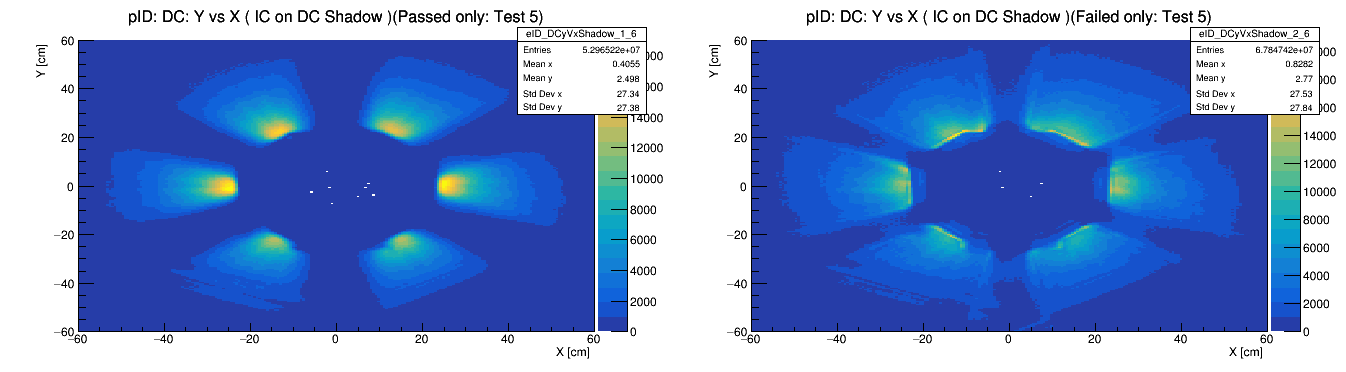 pID: DC: Y vs X ( IC on DC Shadow )(Passed only: Test 5)
eID_DCyVxShadow_1_6
Entries 5.296522e+07
Mean x 0.4055
Mean y 2.498
Std Dev x 27.34
Std Dev y 27.38
Y [cm]
60
40
20
0
−20
−40
−60
−60 −40 −20 0 20 40 60
X [cm]
14000
12000
10000
8000
6000
4000
2000
0
pID: DC: Y vs X ( IC on DC Shadow )(Failed only: Test 5)
eID_DCyVxShadow_2_6
Entries 6.784742e+07
Mean x 0.8282
Mean y 2.77
Std Dev x 27.53
Std Dev y 27.84
Y [cm]
60
40
20
0
−20
−40
−60
−60 −40 −20 0 20 40 60
X [cm]
14000
12000
10000
8000
6000
4000
2000
0